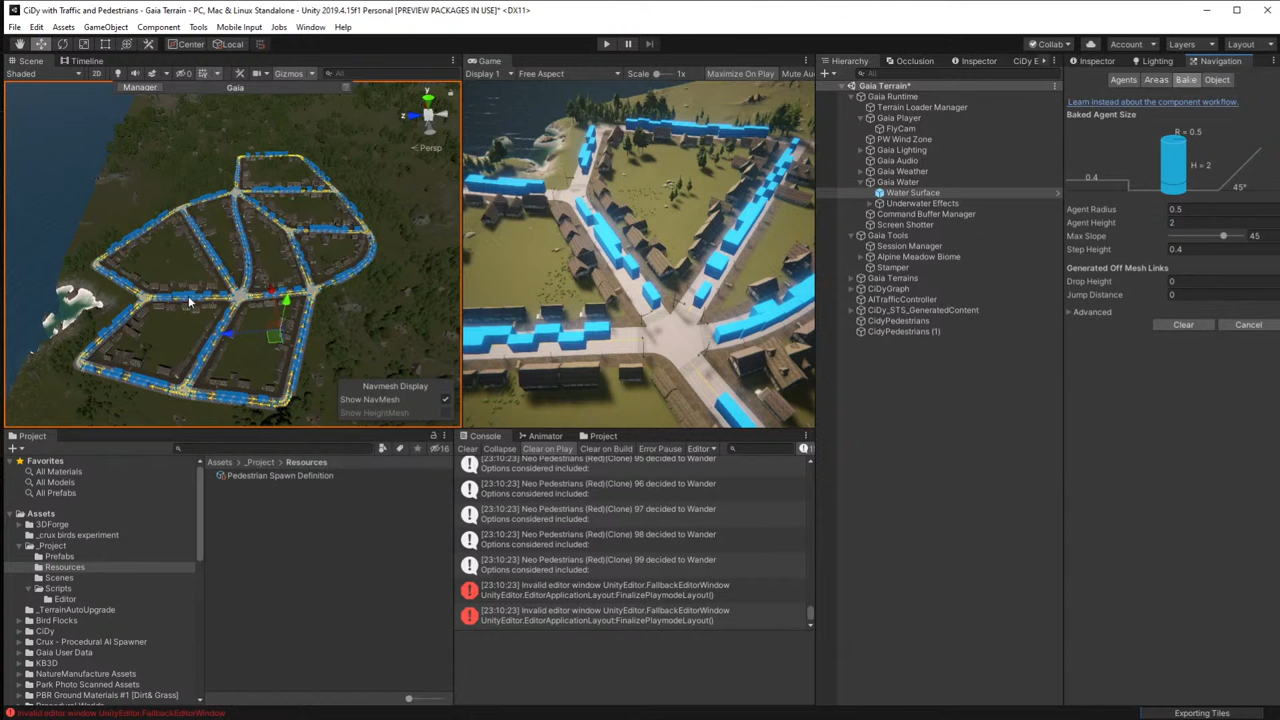 CiDy with Traffic and Pedestrians - Gaia Terrain - PC, Mac & Linux Standalone - Unity 2019.4.15f1 Personal [PREVIEW PACKAGES IN USE]* <DX11>
File Edit Assets GameObject Component Tools Mobile Input Jobs Window Help
Center Local
Collab Account Layers Layout
Scene Timeline
Shaded 2D 0 Gizmos All
Manager Gaia
y
z
Persp
Navmesh Display
Show NavMesh
Show HeightMesh
Game
Display 1 Free Aspect Scale 1x Maximize On Play Mute Au
Hierarchy Occlusion Inspector CiDy E
All
Gaia Terrain*
Gaia Runtime
Terrain Loader Manager
Gaia Player
FlyCam
PW Wind Zone
Gaia Lighting
Gaia Audio
Gaia Weather
Gaia Water
Water Surface
Underwater Effects
Command Buffer Manager
Screen Shotter
Gaia Tools
Session Manager
Alpine Meadow Biome
Stamper
Gaia Terrains
CiDyGraph
AITrafficController
CiDy_STS_GeneratedContent
CidyPedestrians
CidyPedestrians (1)
Inspector Lighting Navigation
Agents Areas Bake Object
Learn instead about the component workflow.
Baked Agent Size
R = 0.5
H = 2
0.4
45°
Agent Radius 0.5
Agent Height 2
Max Slope 45
Step Height 0.4
Generated Off Mesh Links
Drop Height 0
Jump Distance 0
Advanced
Clear Cancel
Project
16
Favorites
All Materials
All Models
All Prefabs
Assets
3DForge
_crux birds experiment
_Project
Prefabs
Resources
Scenes
Scripts
Editor
_TerrainAutoUpgrade
Bird Flocks
CiDy
Crux - Procedural AI Spawner
Gaia User Data
KB3D
NatureManufacture Assets
Park Photo Scanned Assets
PBR Ground Materials #1 [Dirt& Grass]
Assets > _Project > Resources
Pedestrian Spawn Definition
Console Animator Project
Clear Collapse Clear on Play Clear on Build Error Pause Editor
[23:10:23] Neo Pedestrians (Red)(Clone) 95 decided to Wander
Options considered included:
[23:10:23] Neo Pedestrians (Red)(Clone) 96 decided to Wander
Options considered included:
[23:10:23] Neo Pedestrians (Red)(Clone) 97 decided to Wander
Options considered included:
[23:10:23] Neo Pedestrians (Red)(Clone) 98 decided to Wander
Options considered included:
[23:10:23] Neo Pedestrians (Red)(Clone) 99 decided to Wander
Options considered included:
[23:10:23] Invalid editor window UnityEditor.FallbackEditorWindow
UnityEditor.EditorApplicationLayout:FinalizePlaymodeLayout()
[23:10:23] Invalid editor window UnityEditor.FallbackEditorWindow
UnityEditor.EditorApplicationLayout:FinalizePlaymodeLayout()
Invalid editor window UnityEditor.FallbackEditorWindow
Exporting Tiles